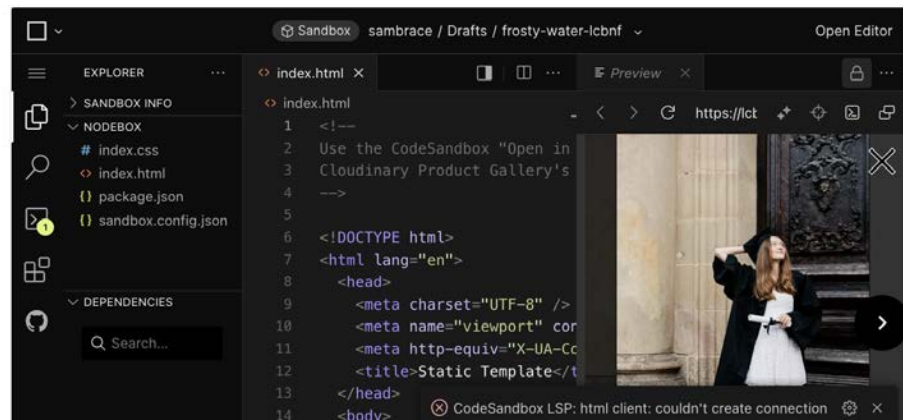 Sandbox sambrace / Drafts / frosty-water-lcbnf Open Editor
EXPLORER
SANDBOX INFO
NODEBOX
# index.css
<> index.html
{} package.json
{} sandbox.config.json
1
DEPENDENCIES
Search...
<> index.html
<> index.html
1 <!--
2 Use the CodeSandbox "Open in
3 Cloudinary Product Gallery's
4 -->
5
6 <!DOCTYPE html>
7 <html lang="en">
8 <head>
9 <meta charset="UTF-8" />
10 <meta name="viewport" con
11 <meta http-equiv="X-UA-Co
12 <title>Static Template</t
13 </head>
14 <body>
Preview
https://lcb
CodeSandbox LSP: html client: couldn't create connection